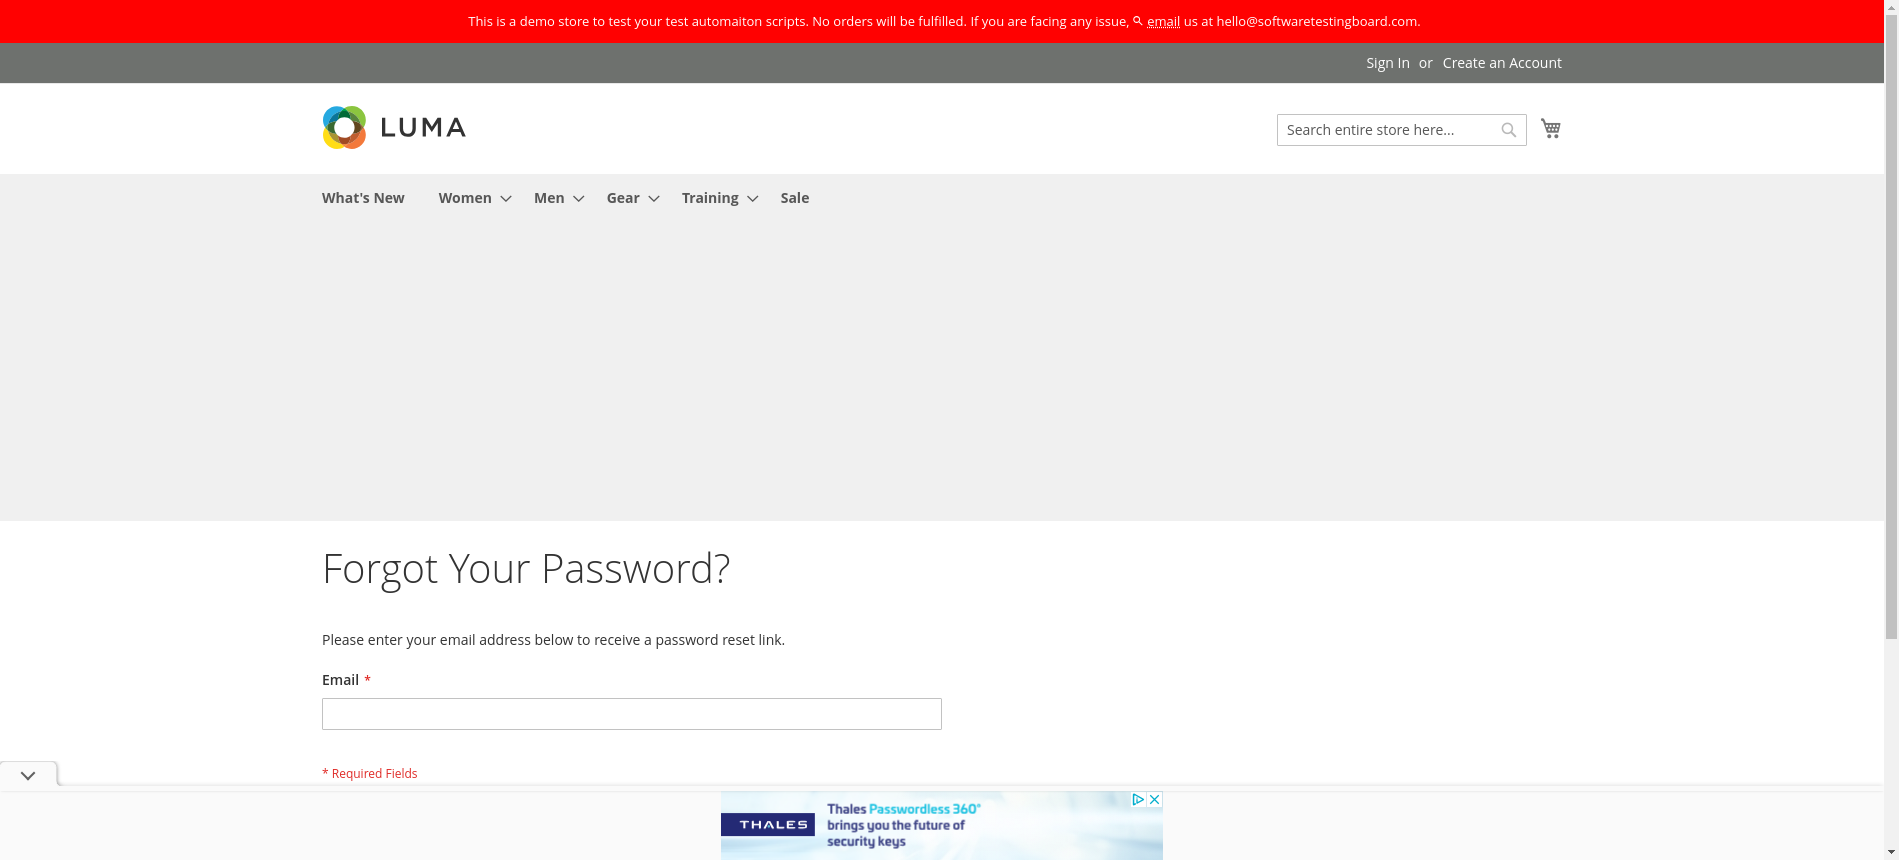 This is a demo store to test your test automaiton scripts. No orders will be fulfilled. If you are facing any issue, email us at hello@softwaretestingboard.com.
Sign In or Create an Account
LUMA
Search entire store here...
What's New Women Men Gear Training Sale
Forgot Your Password?
Please enter your email address below to receive a password reset link.
Email *
* Required Fields
THALES
Thales Passwordless 360°
brings you the future of
security keys